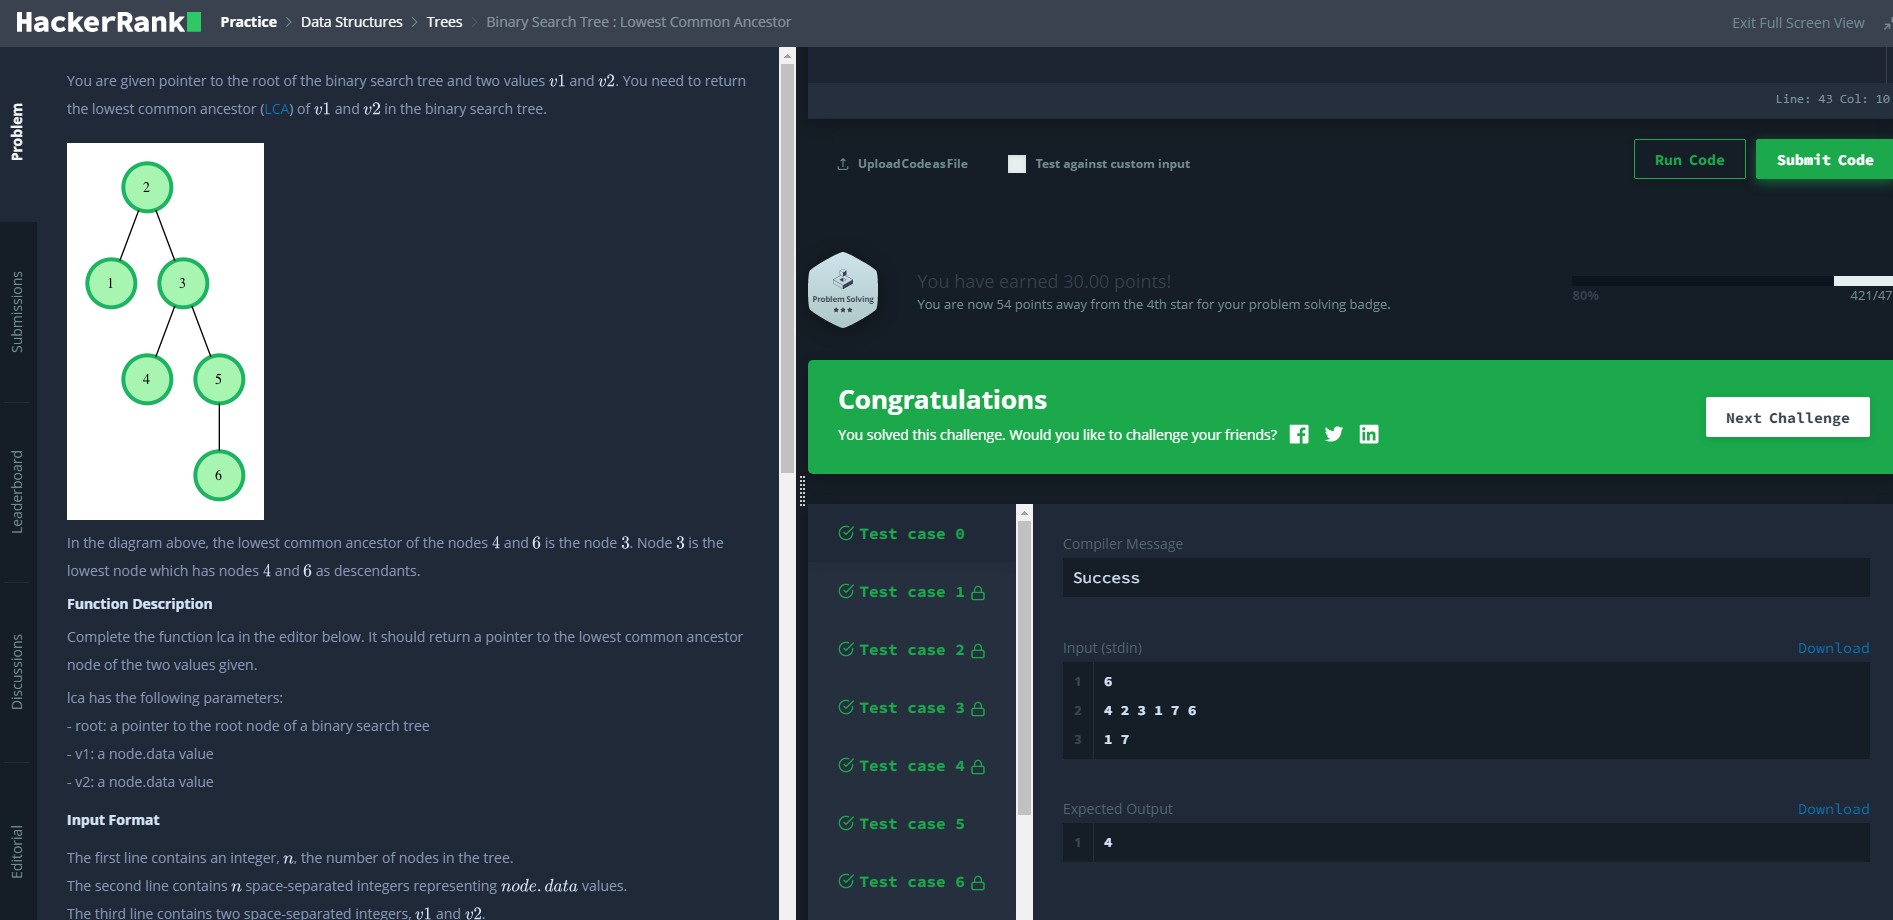 HackerRank
Practice > Data Structures > Trees > Binary Search Tree : Lowest Common Ancestor
Exit Full Screen View
Problem
Submissions
Leaderboard
Discussions
Editorial
You are given pointer to the root of the binary search tree and two values v1 and v2. You need to return
the lowest common ancestor (LCA) of v1 and v2 in the binary search tree.
2
1 3
4 5
6
In the diagram above, the lowest common ancestor of the nodes 4 and 6 is the node 3. Node 3 is the
lowest node which has nodes 4 and 6 as descendants.
Function Description
Complete the function lca in the editor below. It should return a pointer to the lowest common ancestor
node of the two values given.
lca has the following parameters:
- root: a pointer to the root node of a binary search tree
- v1: a node.data value
- v2: a node.data value
Input Format
The first line contains an integer, n, the number of nodes in the tree.
The second line contains n space-separated integers representing node.data values.
The third line contains two space-separated integers, v1 and v2.
Line: 43 Col: 10
Upload Code as File
Test against custom input
Run Code
Submit Code
Problem Solving
You have earned 30.00 points!
You are now 54 points away from the 4th star for your problem solving badge.
80%
421/47
Congratulations
You solved this challenge. Would you like to challenge your friends?
Next Challenge
Test case 0
Test case 1
Test case 2
Test case 3
Test case 4
Test case 5
Test case 6
Compiler Message
Success
Input (stdin)
Download
1 6
2 4 2 3 1 7 6
3 1 7
Expected Output
Download
1 4